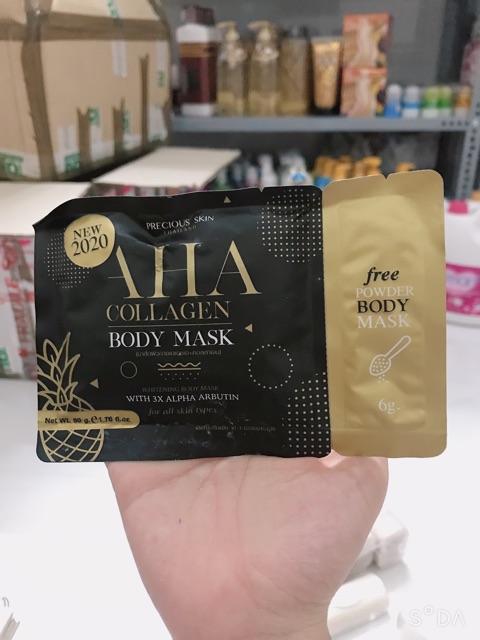 NEW
2020
PRECIOUS SKIN
THAILAND
AHA
COLLAGEN
BODY MASK
WHITENING BODY MASK
WITH 3X ALPHA ARBUTIN
for all skin types
Net WT. 50 g. ℮ 1.76 fl.oz.
free
POWDER
BODY
MASK
6g.